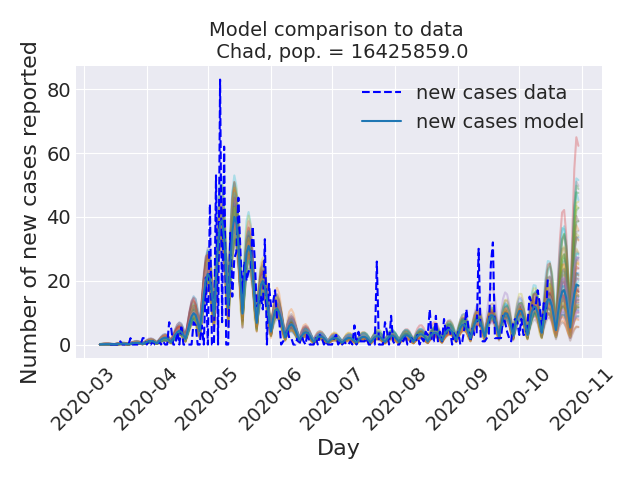 Model comparison to data
Chad, pop. = 16425859.0
Number of new cases reported
80
60
40
20
0
new cases data
new cases model
2020-03
2020-04
2020-05
2020-06
2020-07
2020-08
2020-09
2020-10
2020-11
Day